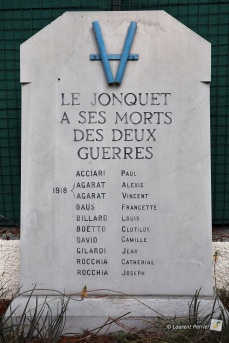 LE JONQUET
A SES MORTS
DES DEUX
GUERRES
ACCIARI PAUL
1918 AGARAT ALEXIS
AGARAT VINCENT
BAUS FRANCETTE
BILLARD LOUIS
BOETTO CLOTILDE
DAVID CAMILLE
GILARDI JEAN
ROCCHIA CATHERINE
ROCCHIA JOSEPH
© Laurent Perrier